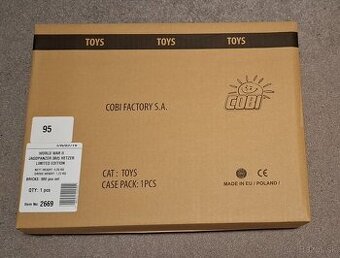 TOYS TOYS TOYS
COBI
COBI FACTORY S.A.
95
WORLD WAR II
JAGDPANZER 38(t) HETZER
LIMITED EDITION
QTY: 1 pcs
Item No: 2669
CAT : TOYS
CASE PACK: 1PCS
CE
MADE IN EU / POLAND /